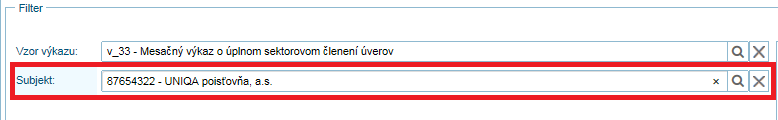 Filter
Vzor výkazu: v_33 - Mesačný výkaz o úplnom sektorovom členení úverov
Subjekt: 87654322 - UNIQA poisťovňa, a.s. ×